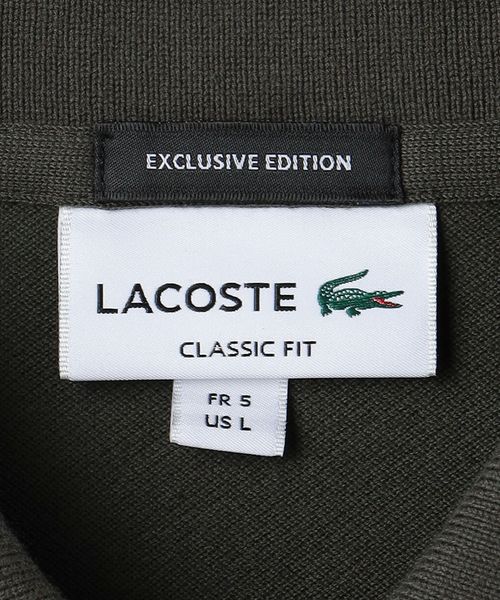 EXCLUSIVE EDITION
LACOSTE
CLASSIC FIT
FR 5
US L